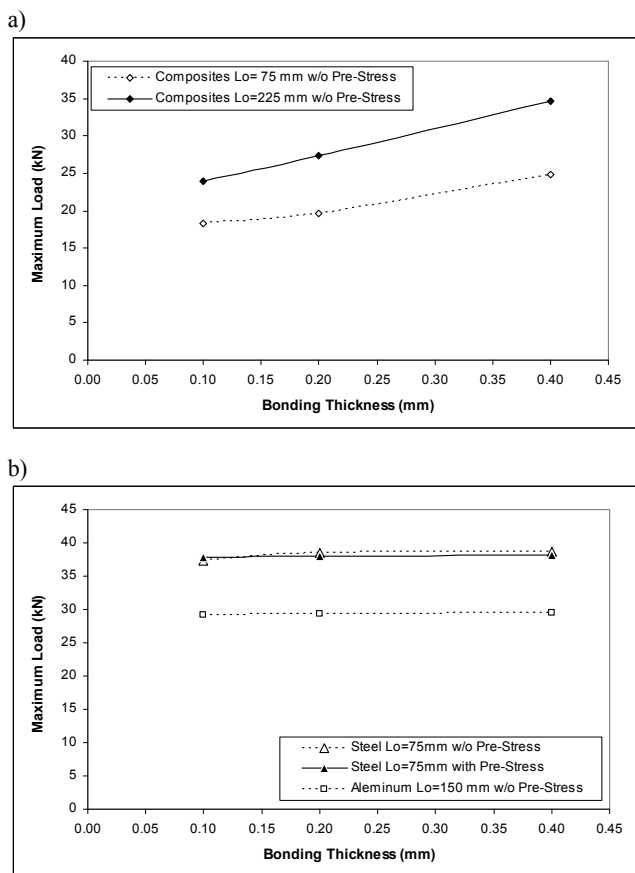 a)
Composites Lo= 75 mm w/o Pre-Stress
Composites Lo=225 mm w/o Pre-Stress
40
35
30
25
20
15
10
5
0
Maximum Load (kN)
0.00 0.05 0.10 0.15 0.20 0.25 0.30 0.35 0.40 0.45
Bonding Thickness (mm)
b)
45
40
35
30
25
20
15
10
5
0
Maximum Load (kN)
Steel Lo=75mm w/o Pre-Stress
Steel Lo=75mm with Pre-Stress
Aleminum Lo=150 mm w/o Pre-Stress
0.00 0.05 0.10 0.15 0.20 0.25 0.30 0.35 0.40 0.45
Bonding Thickness (mm)